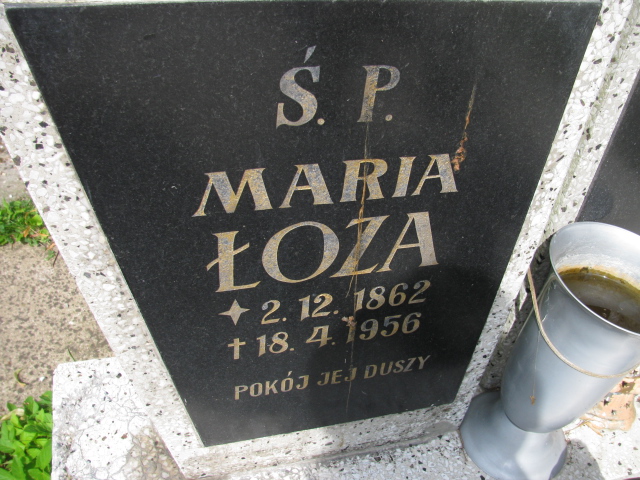 Ś. P.
MARIA
ŁOZA
✦ 2. 12. 1862
† 18. 4. 1956
POKÓJ JEJ DUSZY